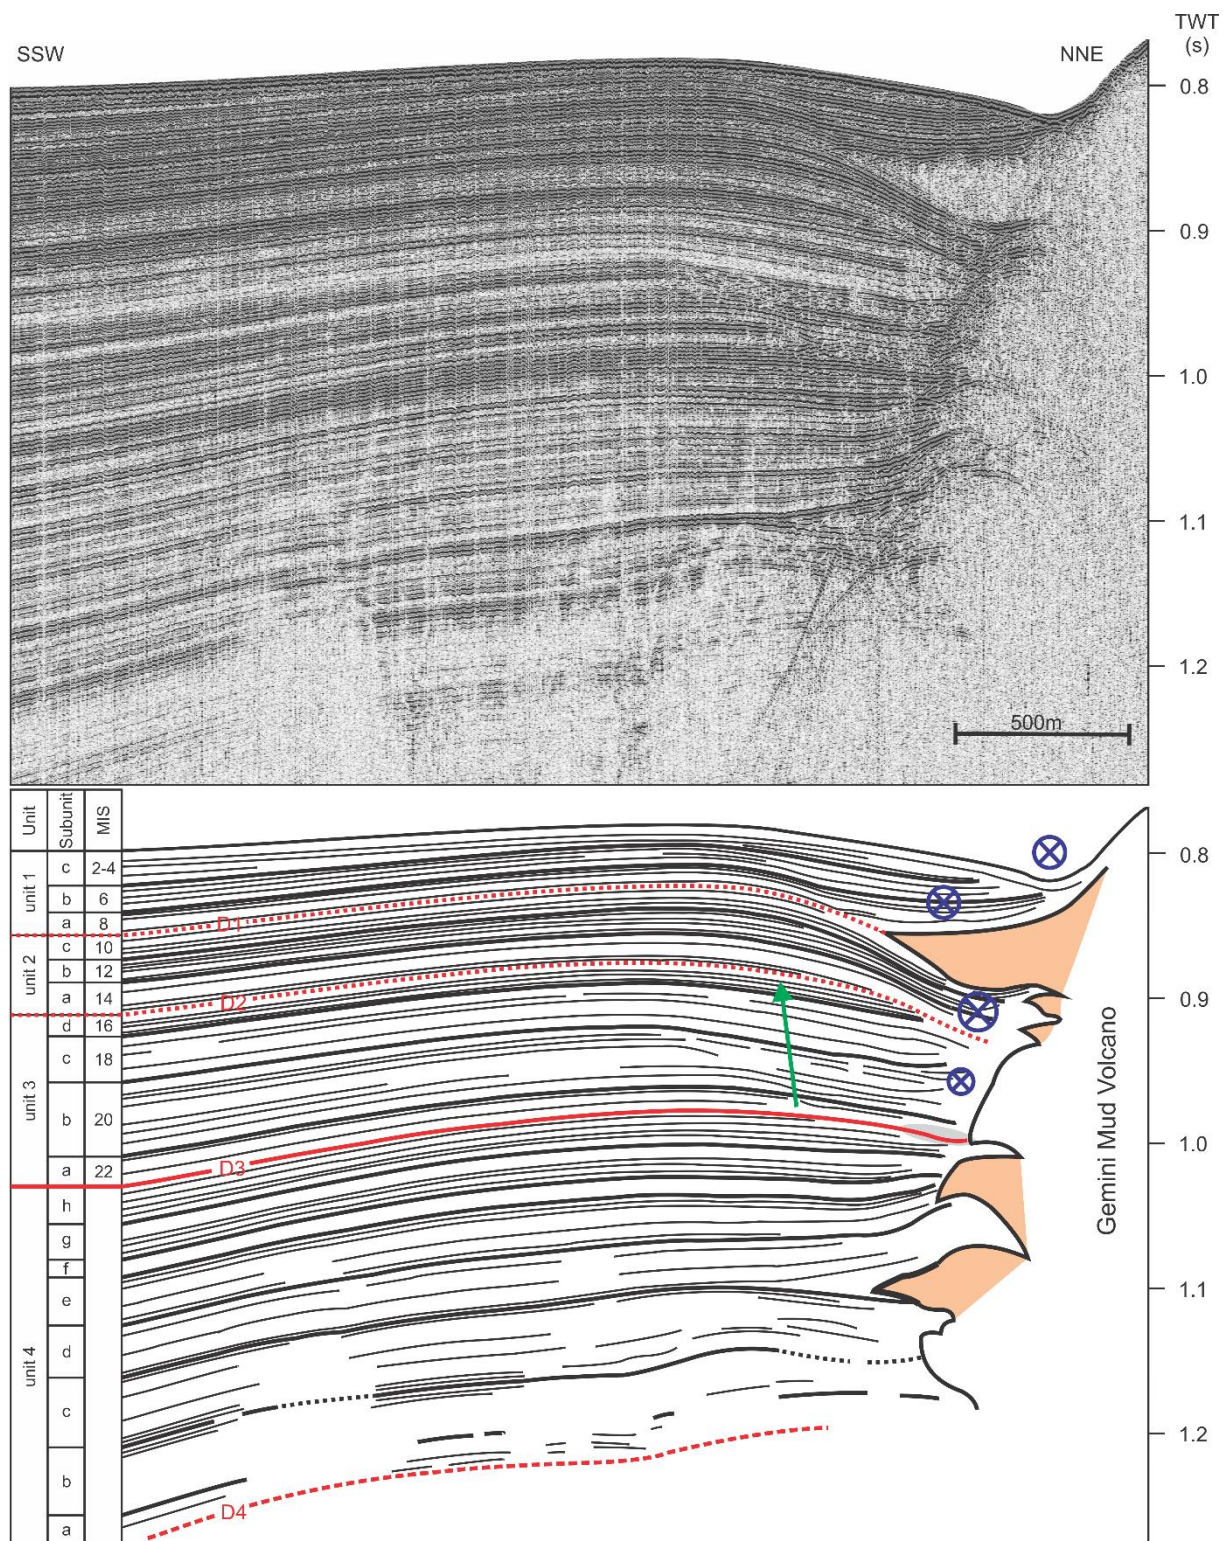 SSW
NNE
TWT
(s)
0.8
0.9
1.0
1.1
1.2
500m
Unit
Subunit
MIS
unit 1
c
2-4
b
6
a
8
D1
unit 2
c
10
b
12
a
14
D2
unit 3
d
16
c
18
b
20
a
22
D3
unit 4
h
g
f
e
d
c
b
a
D4
0.8
0.9
1.0
1.1
1.2
Gemini Mud Volcano